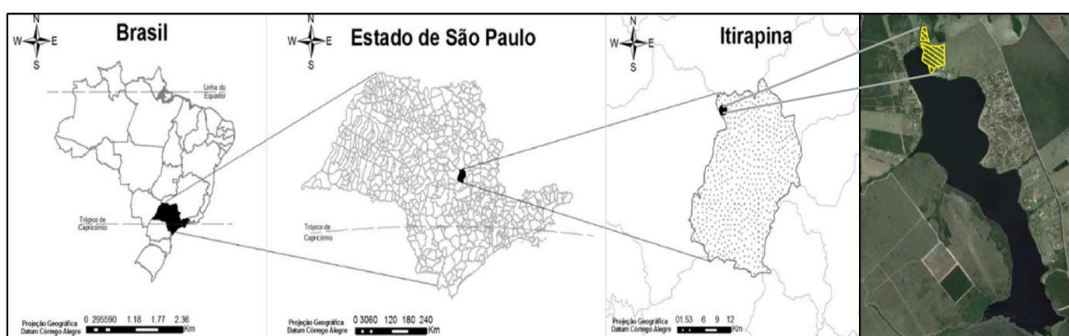 Brasil
N
W E
S
Linha do
Equador
Trópico de
Capricórnio
Projeção Geográfica
Datum Córrego Alegre
0 295590 1.18 1.77 2.36
Km
Estado de São Paulo
N
W E
S
Trópico de
Capricórnio
Projeção Geográfica
Datum Córrego Alegre
0 3060 120 180 240
Km
Itirapina
N
W E
S
Projeção Geográfica
Datum Córrego Alegre
01.53 6 9 12
Km